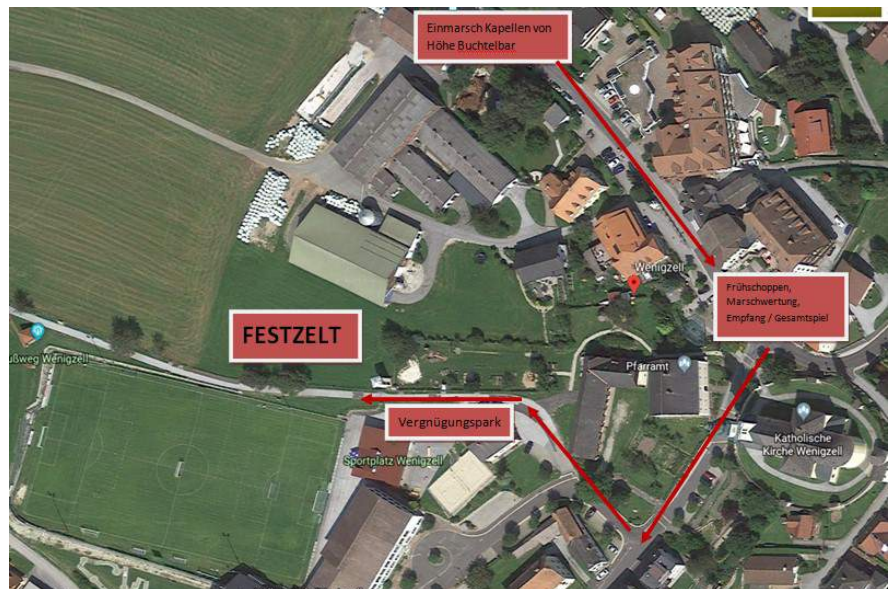 Einmarsch Kapellen von
Höhe Buchtelbar
Wenigzell
Frühschoppen,
Marschwertung,
Empfang / Gesamtspiel
FESTZELT
ußweg Wenigzell
Pfarramt
Vergnügungspark
Katholische
Kirche Wenigzell
Sportplatz Wenigzell